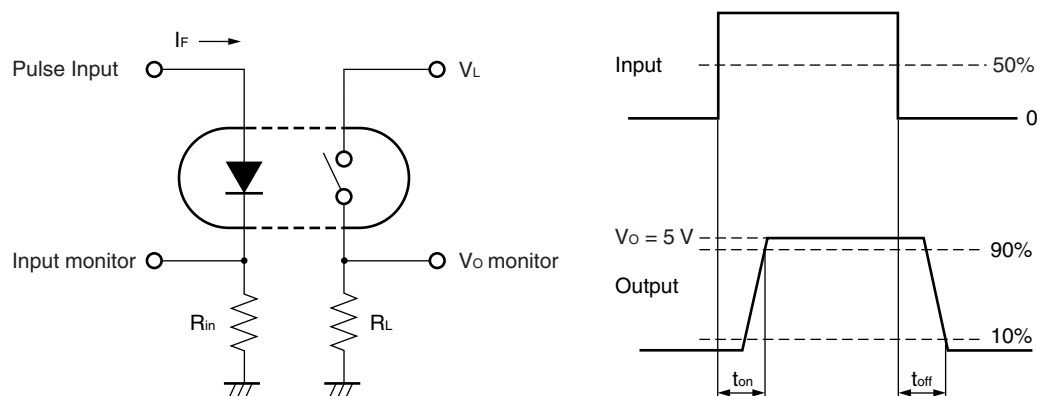 IF
Pulse Input
VL
Input monitor
VO monitor
Rin
RL
Input
50%
0
VO = 5 V
90%
Output
10%
ton
toff